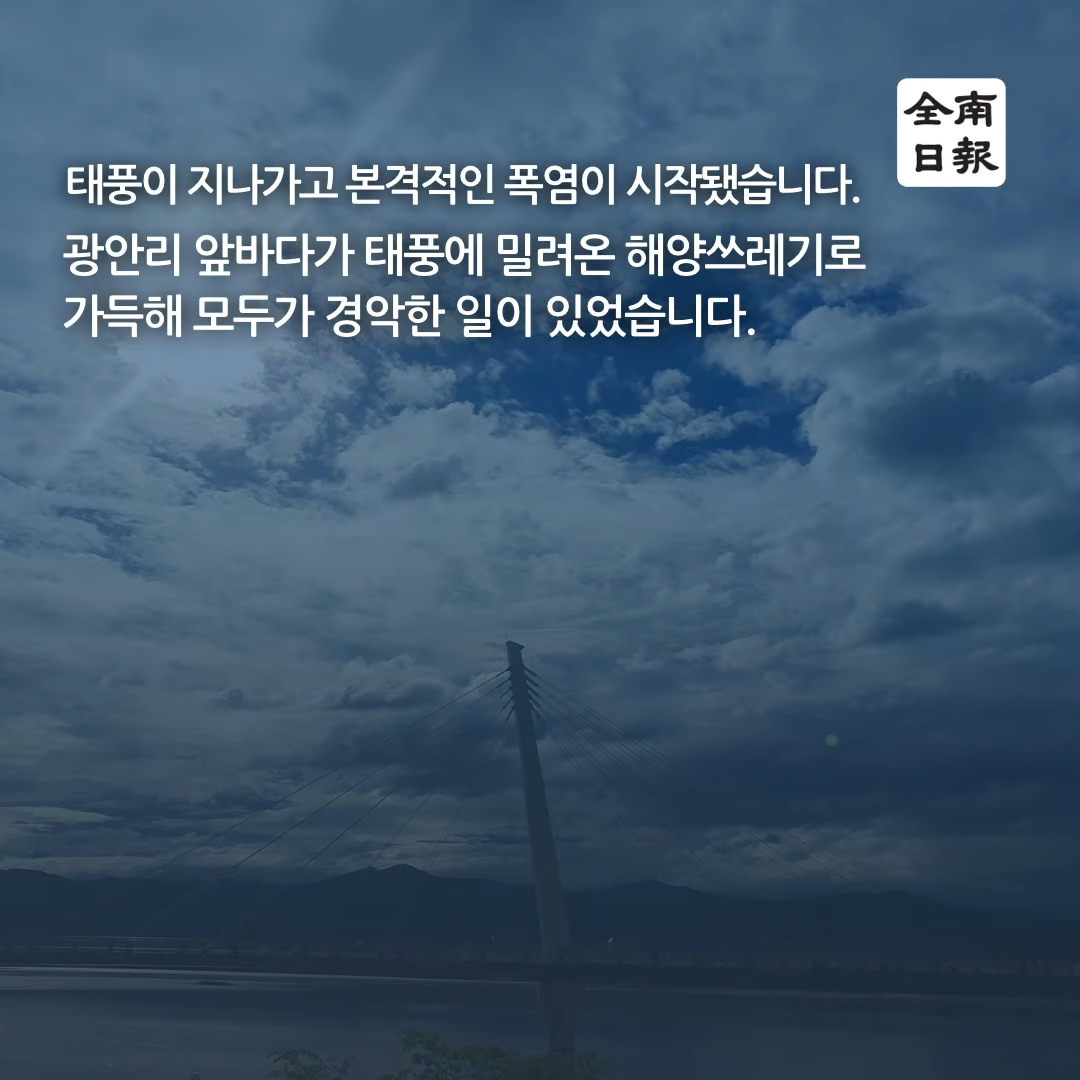 全南
日報
태풍이 지나가고 본격적인 폭염이 시작됐습니다.
광안리 앞바다가 태풍에 밀려온 해양쓰레기로
가득해 모두가 경악한 일이 있었습니다.